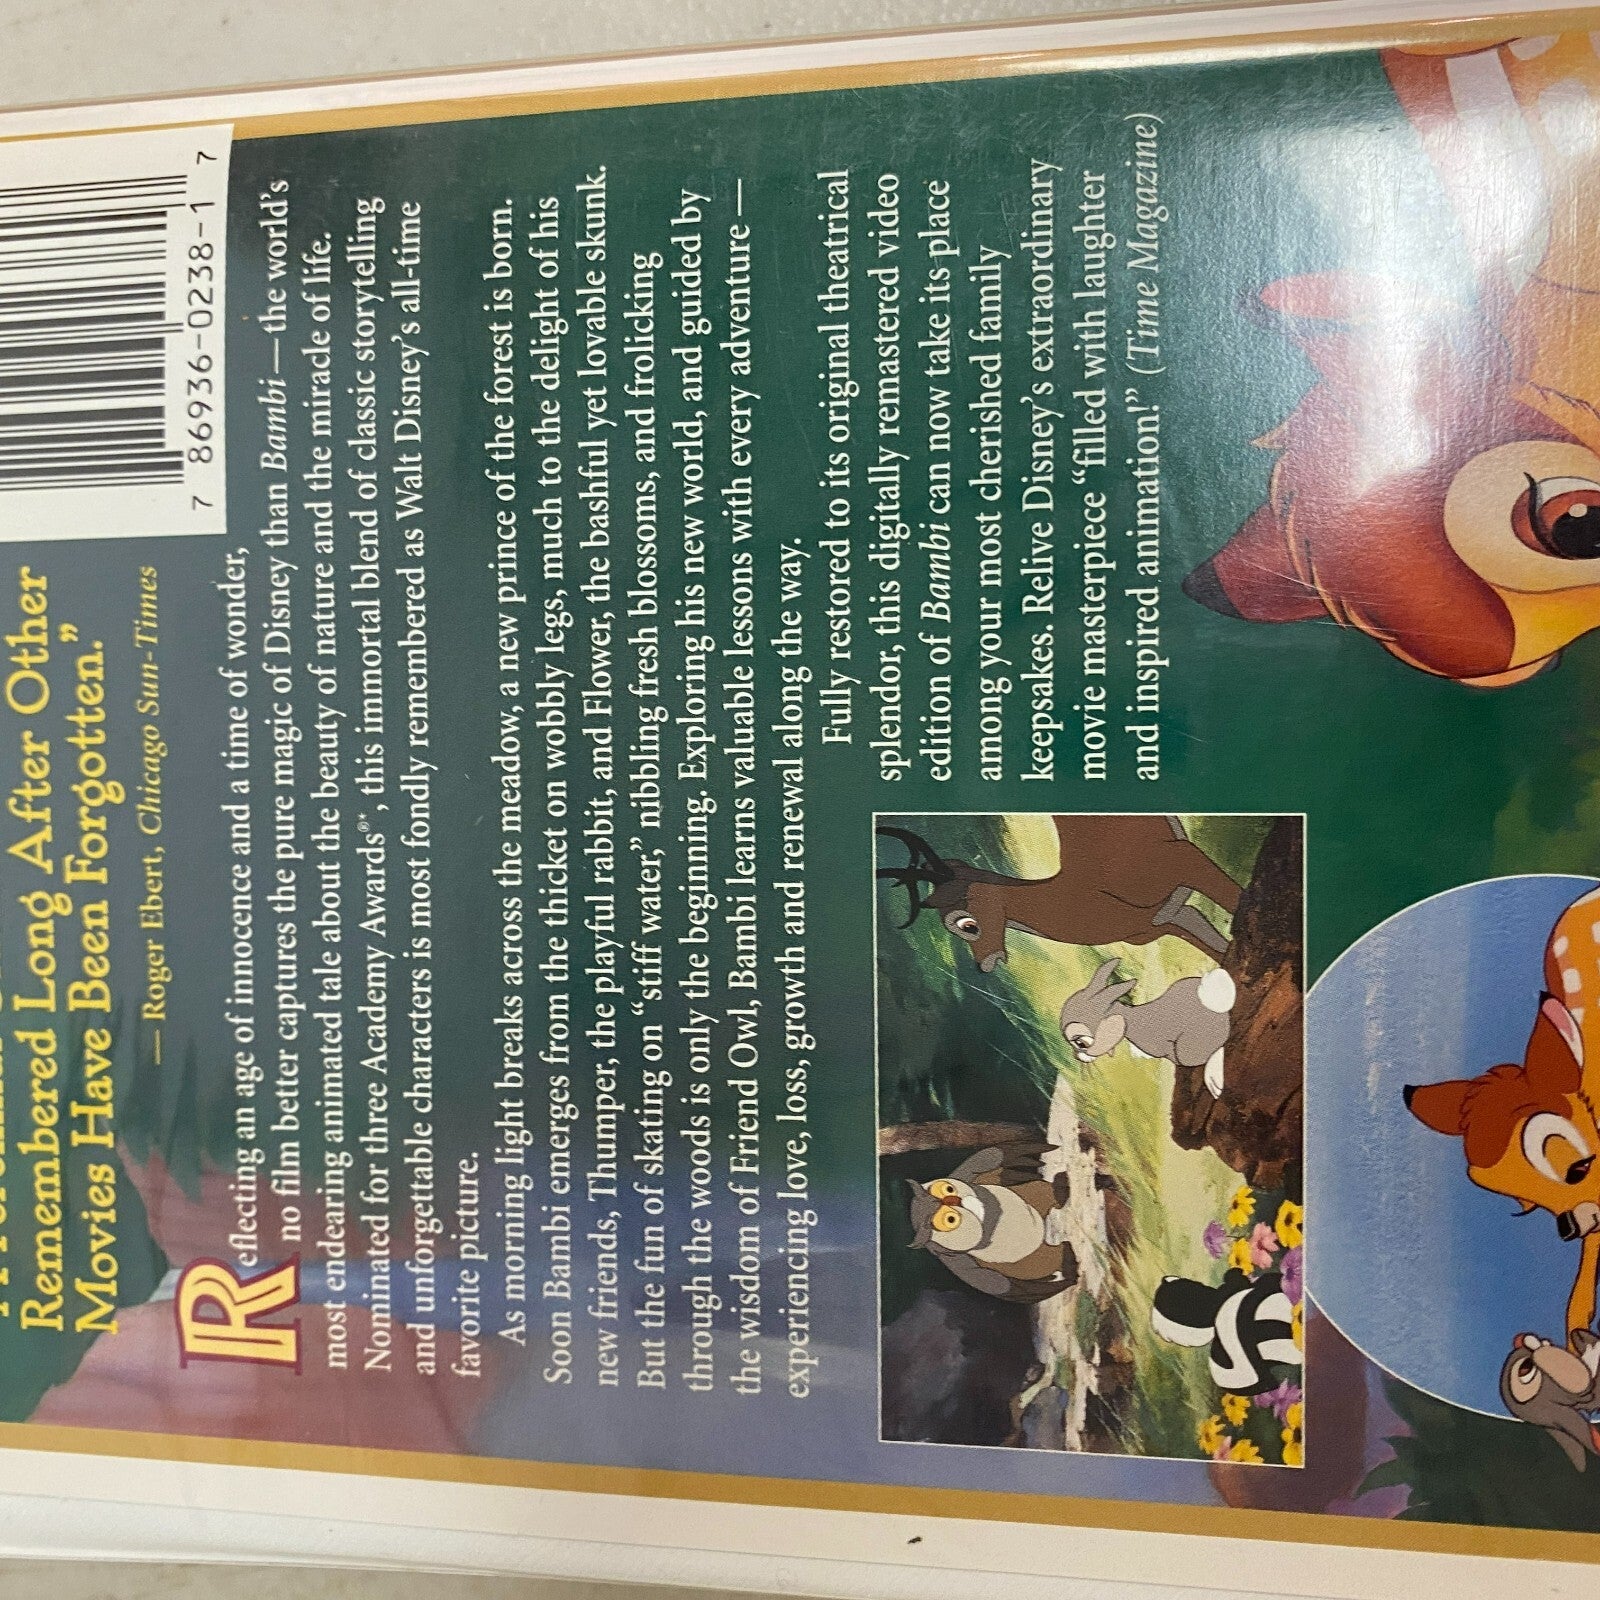 Remembered Long After Other
Movies Have Been Forgotten.”
— Roger Ebert, Chicago Sun-Times
7 86936-0238-1 7
Reflecting an age of innocence and a time of wonder,
no film better captures the pure magic of Disney than Bambi — the world's
most endearing animated tale about the beauty of nature and the miracle of life.
Nominated for three Academy Awards®*, this immortal blend of classic storytelling
and unforgettable characters is most fondly remembered as Walt Disney's all-time
favorite picture.
As morning light breaks across the meadow, a new prince of the forest is born.
Soon Bambi emerges from the thicket on wobbly legs, much to the delight of his
new friends, Thumper, the playful rabbit, and Flower, the bashful yet lovable skunk.
But the fun of skating on “stiff water,” nibbling fresh blossoms, and frolicking
through the woods is only the beginning. Exploring his new world, and guided by
the wisdom of Friend Owl, Bambi learns valuable lessons with every adventure —
experiencing love, loss, growth and renewal along the way.
Fully restored to its original theatrical
splendor, this digitally remastered video
edition of Bambi can now take its place
among your most cherished family
keepsakes. Relive Disney's extraordinary
movie masterpiece “filled with laughter
and inspired animation!” (Time Magazine)